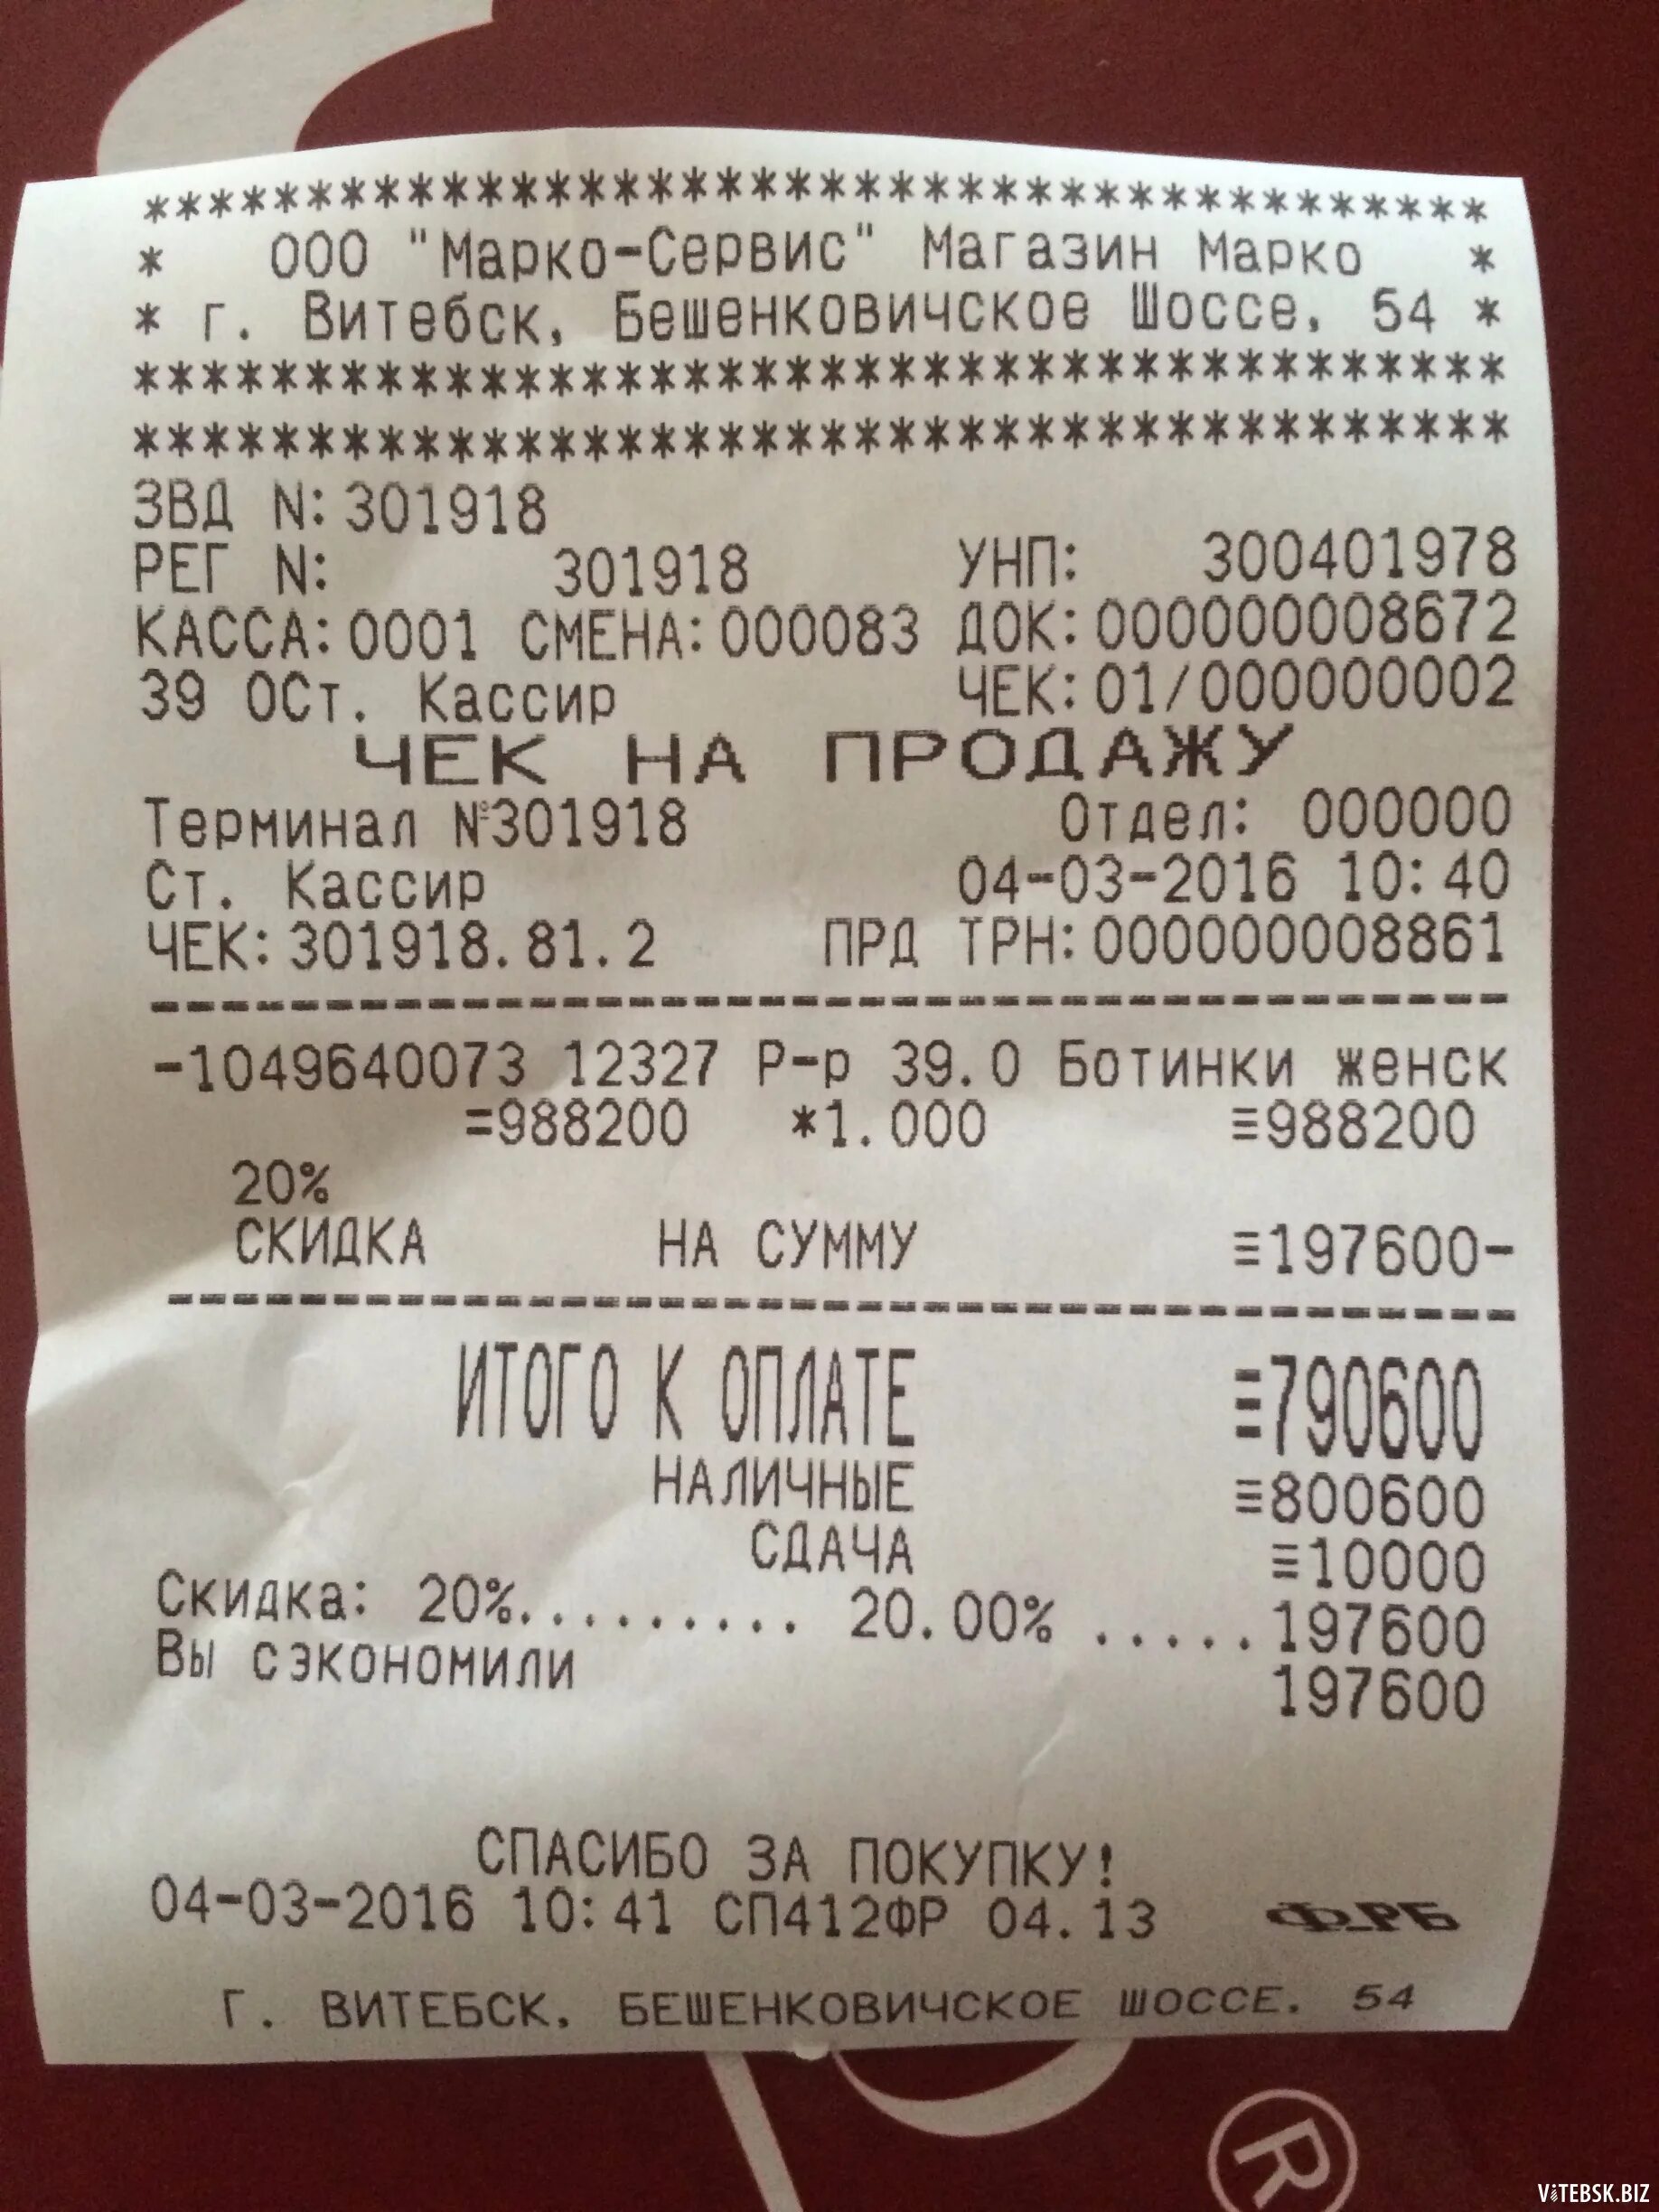 ***************************************
* ООО "Марко-Сервис" Магазин Марко *
* г. Витебск, Бешенковичское Шоссе, 54 *
***************************************
***************************************
ЗВД N:301918
РЕГ N: 301918 УНП: 300401978
КАССА:0001 СМЕНА:000083 ДОК:000000008672
39 ОСт. Кассир ЧЕК:01/000000002
ЧЕК НА ПРОДАЖУ
Терминал №301918 Отдел: 000000
Ст. Кассир 04-03-2016 10:40
ЧЕК:301918.81.2 ПРД ТРН:000000008861
----------------------------------------
-1049640073 12327 Р-р 39.0 Ботинки женск
=988200 *1.000 ≡988200
20%
СКИДКА НА СУММУ ≡197600-
----------------------------------------
ИТОГО К ОПЛАТЕ ≡790600
НАЛИЧНЫЕ ≡800600
СДАЧА ≡10000
Скидка: 20%......... 20.00% .....197600
Вы сэкономили 197600
СПАСИБО ЗА ПОКУПКУ!
04-03-2016 10:41 СП412ФР 04.13 ФРБ
Г. ВИТЕБСК, БЕШЕНКОВИЧСКОЕ ШОССЕ, 54
®
ViTEBSK.BIZ